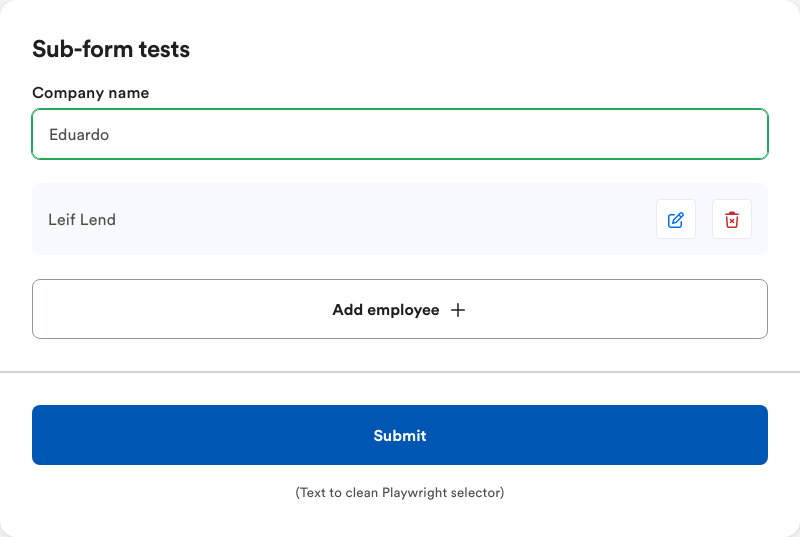 Sub-form tests
Company name
Eduardo
Leif Lend
Add employee
Submit
(Text to clean Playwright selector)